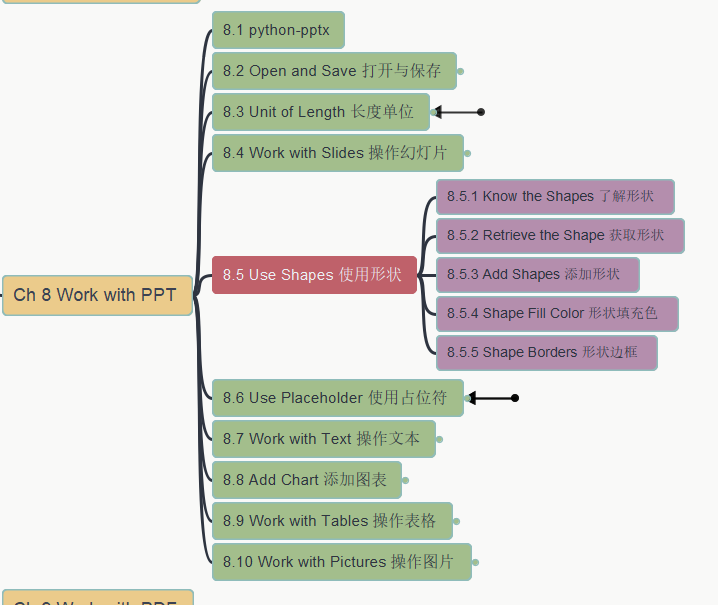 8.1 python-pptx
8.2 Open and Save 打开与保存
8.3 Unit of Length 长度单位
8.4 Work with Slides 操作幻灯片
8.5.1 Know the Shapes 了解形状
8.5.2 Retrieve the Shape 获取形状
8.5 Use Shapes 使用形状
8.5.3 Add Shapes 添加形状
Ch 8 Work with PPT
8.5.4 Shape Fill Color 形状填充色
8.5.5 Shape Borders 形状边框
8.6 Use Placeholder 使用占位符
8.7 Work with Text 操作文本
8.8 Add Chart 添加图表
8.9 Work with Tables 操作表格
8.10 Work with Pictures 操作图片